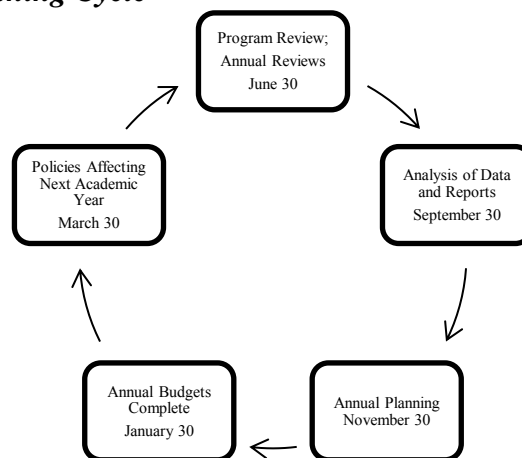 Cycle
Program Review;
Annual Reviews
June 30
Policies Affecting
Next Academic
Year
March 30
Analysis of Data
and Reports
September 30
Annual Budgets
Complete
January 30
Annual Planning
November 30